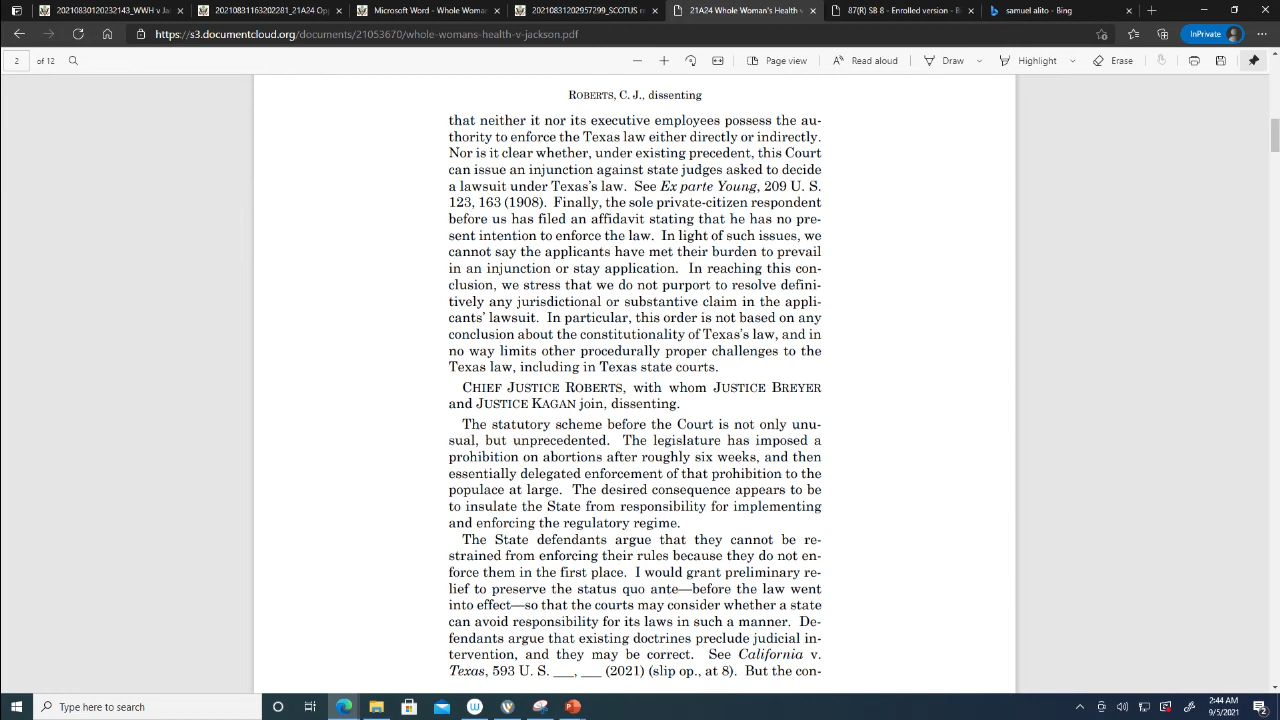 20210830120232143_WWH v Jac
20210831163202281_21A24 Opp
Microsoft Word - Whole Woman
20210831202957299_SCOTUS m
21A24 Whole Woman's Health v
87(R) SB 8 - Enrolled version - B
samuel alito - Bing
https://s3.documentcloud.org/documents/21053670/whole-womans-health-v-jackson.pdf
InPrivate
2 of 12
Page view
Read aloud
Draw
Highlight
Erase
ROBERTS, C. J., dissenting
that neither it nor its executive employees possess the au-
thority to enforce the Texas law either directly or indirectly.
Nor is it clear whether, under existing precedent, this Court
can issue an injunction against state judges asked to decide
a lawsuit under Texas's law. See Ex parte Young, 209 U. S.
123, 163 (1908). Finally, the sole private-citizen respondent
before us has filed an affidavit stating that he has no pre-
sent intention to enforce the law. In light of such issues, we
cannot say the applicants have met their burden to prevail
in an injunction or stay application. In reaching this con-
clusion, we stress that we do not purport to resolve defini-
tively any jurisdictional or substantive claim in the appli-
cants' lawsuit. In particular, this order is not based on any
conclusion about the constitutionality of Texas's law, and in
no way limits other procedurally proper challenges to the
Texas law, including in Texas state courts.
CHIEF JUSTICE ROBERTS, with whom JUSTICE BREYER
and JUSTICE KAGAN join, dissenting.
The statutory scheme before the Court is not only unu-
sual, but unprecedented. The legislature has imposed a
prohibition on abortions after roughly six weeks, and then
essentially delegated enforcement of that prohibition to the
populace at large. The desired consequence appears to be
to insulate the State from responsibility for implementing
and enforcing the regulatory regime.
The State defendants argue that they cannot be re-
strained from enforcing their rules because they do not en-
force them in the first place. I would grant preliminary re-
lief to preserve the status quo ante—before the law went
into effect—so that the courts may consider whether a state
can avoid responsibility for its laws in such a manner. De-
fendants argue that existing doctrines preclude judicial in-
tervention, and they may be correct. See California v.
Texas, 593 U. S. ___, ___ (2021) (slip op., at 8). But the con-
Type here to search
2:44 AM
9/5/2021